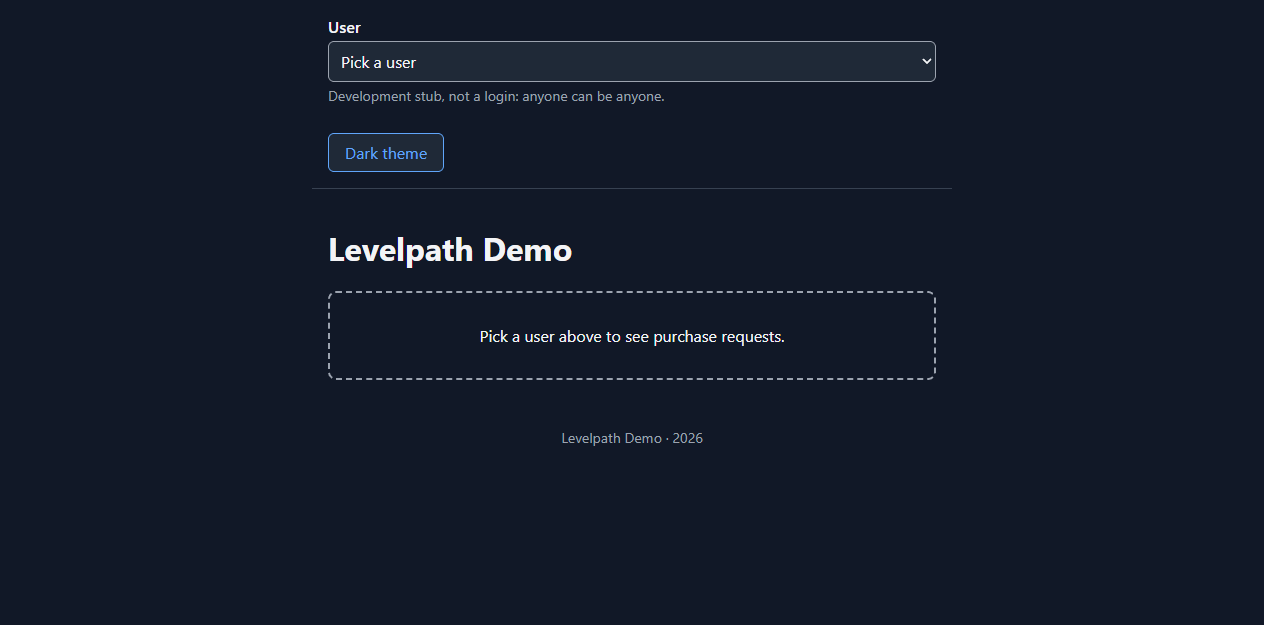 User
Pick a user
Development stub, not a login: anyone can be anyone.
Dark theme
Levelpath Demo
Pick a user above to see purchase requests.
Levelpath Demo · 2026